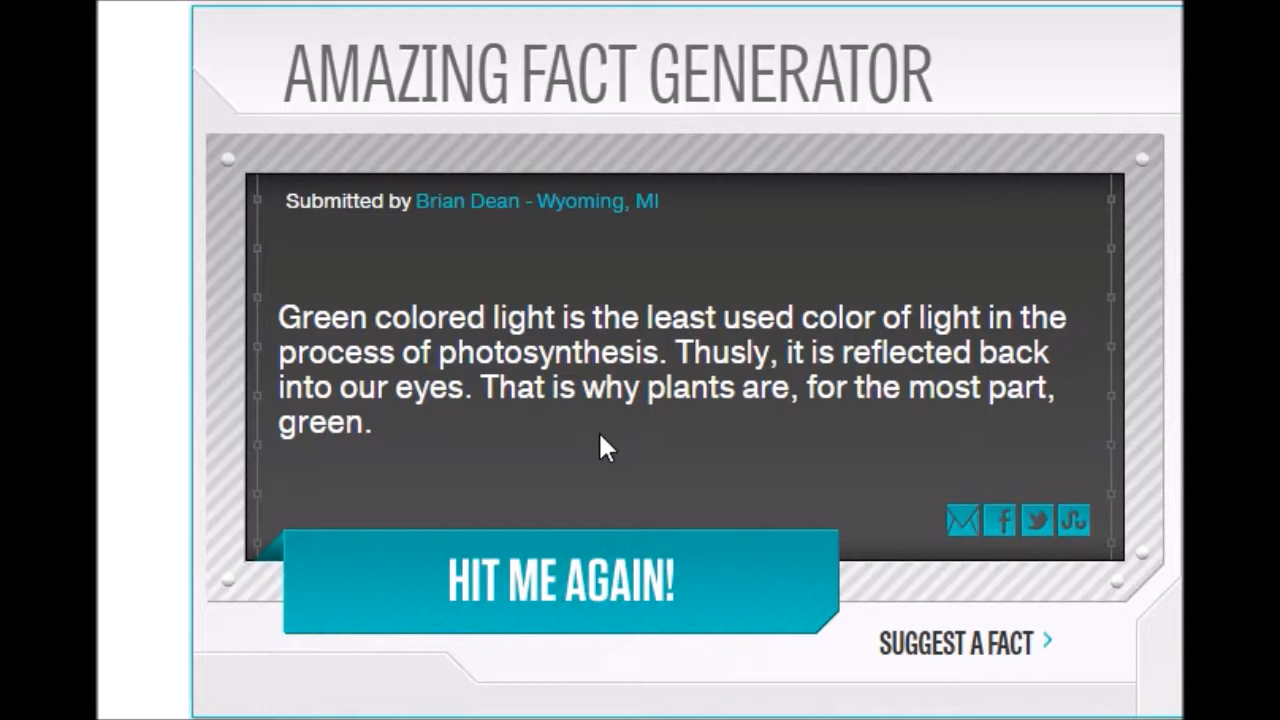 AMAZING FACT GENERATOR
Submitted by Brian Dean - Wyoming, MI
Green colored light is the least used color of light in the
process of photosynthesis. Thusly, it is reflected back
into our eyes. That is why plants are, for the most part,
green.
HIT ME AGAIN!
SUGGEST A FACT >